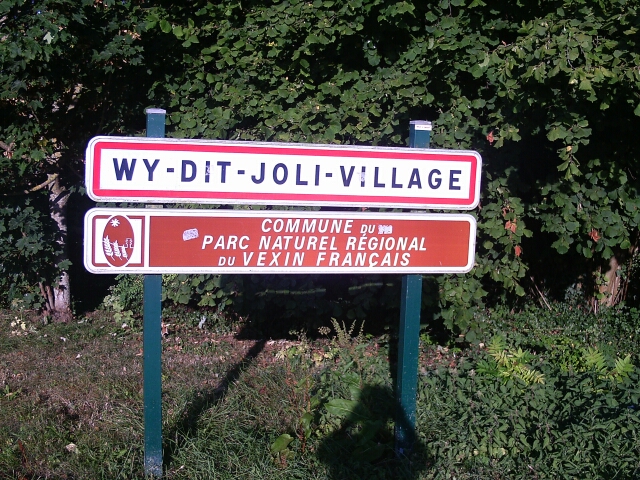 WY-DIT-JOLI-VILLAGE
COMMUNE DU
PARC NATUREL RÉGIONAL
DU VEXIN FRANÇAIS